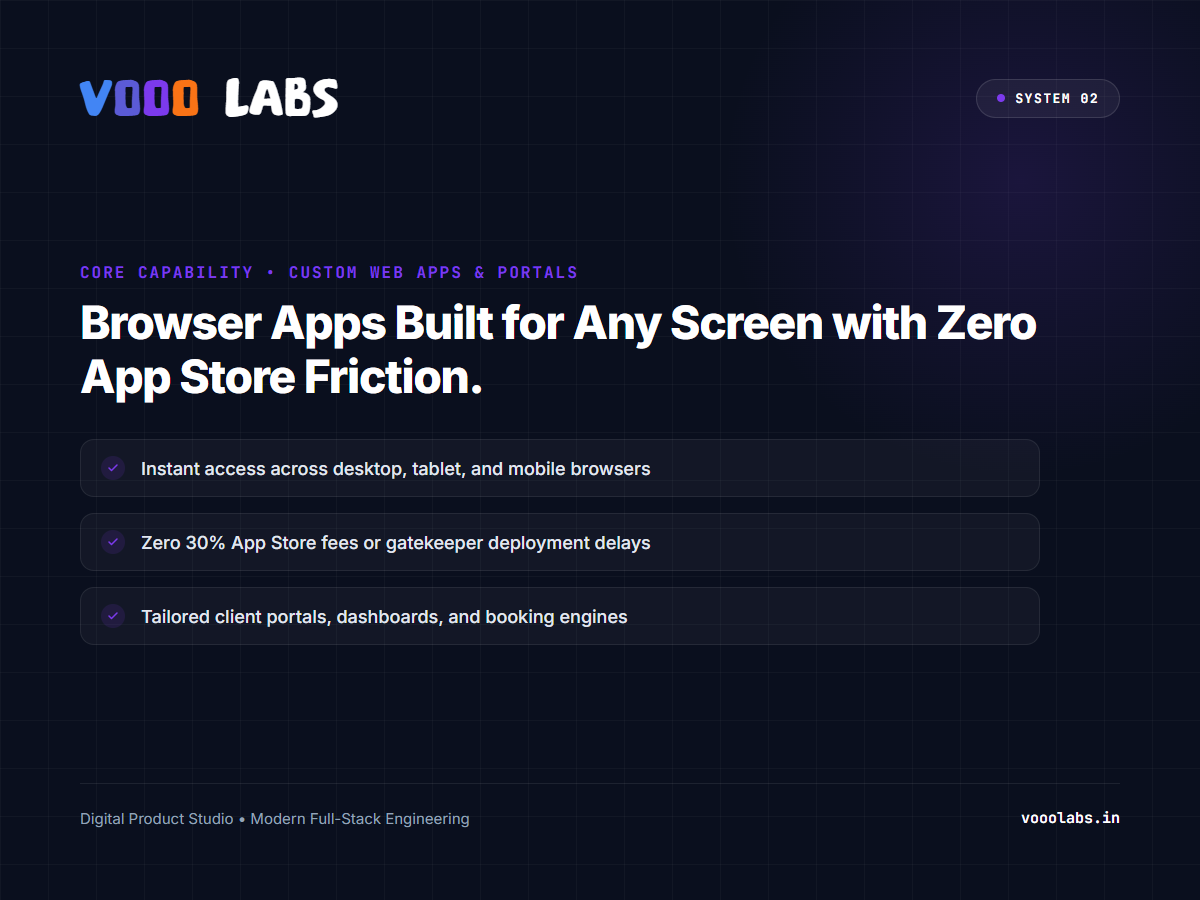 VOOO LABS
SYSTEM 02
CORE CAPABILITY • CUSTOM WEB APPS & PORTALS
Browser Apps Built for Any Screen with Zero
App Store Friction.
Instant access across desktop, tablet, and mobile browsers
Zero 30% App Store fees or gatekeeper deployment delays
Tailored client portals, dashboards, and booking engines
Digital Product Studio • Modern Full-Stack Engineering
vooolabs.in